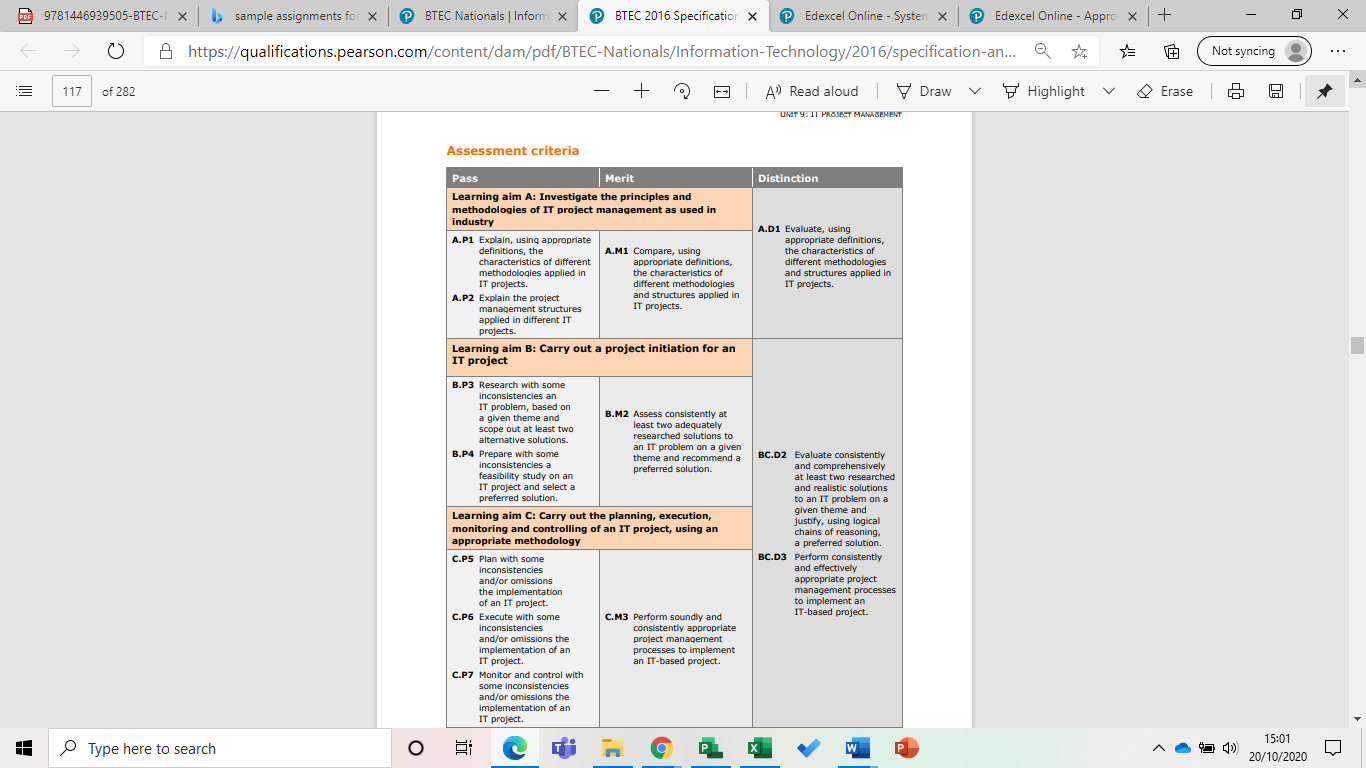 9781446939505-BTEC-N
sample assignments fo
BTEC Nationals | Inform
BTEC 2016 Specification
Edexcel Online - System
Edexcel Online - Appro
https://qualifications.pearson.com/content/dam/pdf/BTEC-Nationals/Information-Technology/2016/specification-an...
Not syncing
117 of 282
Read aloud
Draw
Highlight
Erase
UNIT 9: IT PROJECT MANAGEMENT
Assessment criteria
Pass
Merit
Distinction
Learning aim A: Investigate the principles and
methodologies of IT project management as used in
industry
A.P1 Explain, using appropriate
definitions, the
characteristics of different
methodologies applied in
IT projects.
A.P2 Explain the project
management structures
applied in different IT
projects.
A.M1 Compare, using
appropriate definitions,
the characteristics of
different methodologies
and structures applied in
IT projects.
A.D1 Evaluate, using
appropriate definitions,
the characteristics of
different methodologies
and structures applied in
IT projects.
Learning aim B: Carry out a project initiation for an
IT project
B.P3 Research with some
inconsistencies an
IT problem, based on
a given theme and
scope out at least two
alternative solutions.
B.P4 Prepare with some
inconsistencies a
feasibility study on an
IT project and select a
preferred solution.
B.M2 Assess consistently at
least two adequately
researched solutions to
an IT problem on a given
theme and recommend a
preferred solution.
Learning aim C: Carry out the planning, execution,
monitoring and controlling of an IT project, using an
appropriate methodology
C.P5 Plan with some
inconsistencies
and/or omissions
the implementation
of an IT project.
C.P6 Execute with some
inconsistencies
and/or omissions the
implementation of an
IT project.
C.P7 Monitor and control with
some inconsistencies
and/or omissions the
implementation of an
IT project.
C.M3 Perform soundly and
consistently appropriate
project management
processes to implement
an IT-based project.
BC.D2 Evaluate consistently
and comprehensively
at least two researched
and realistic solutions
to an IT problem on a
given theme and
justify, using logical
chains of reasoning,
a preferred solution.
BC.D3 Perform consistently
and effectively
appropriate project
management processes
to implement an
IT-based project.
Type here to search
15:01
20/10/2020